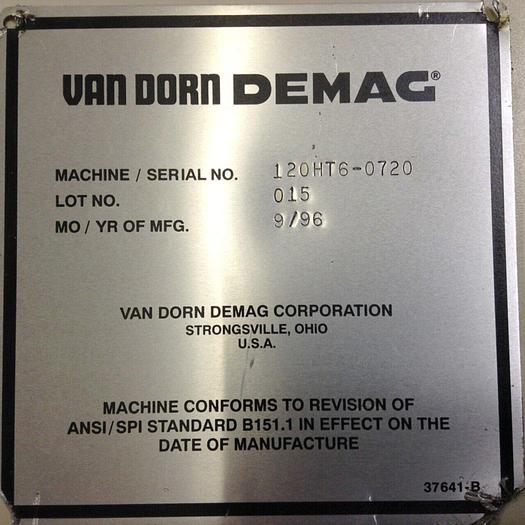 VAN DORN DEMAG®
MACHINE / SERIAL NO. 120HT6-0720
LOT NO. 015
MO / YR OF MFG. 9/96
VAN DORN DEMAG CORPORATION
STRONGSVILLE, OHIO
U.S.A.
MACHINE CONFORMS TO REVISION OF
ANSI/SPI STANDARD B151.1 IN EFFECT ON THE
DATE OF MANUFACTURE
37641-B